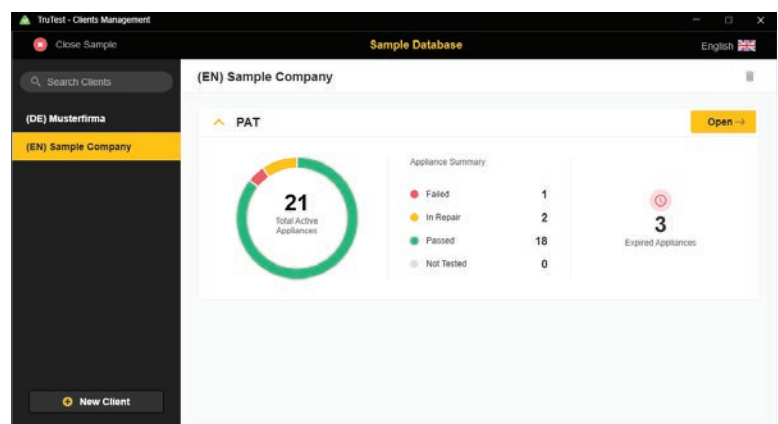 TruTest - Clients Management
Close Sample
Sample Database
English
Search Clients
(EN) Sample Company
(DE) Musterfirma
(EN) Sample Company
PAT
Open →
21
Total Active
Appliances
Appliance Summary
Failed 1
In Repair 2
Passed 18
Not Tested 0
3
Expired Appliances
New Client